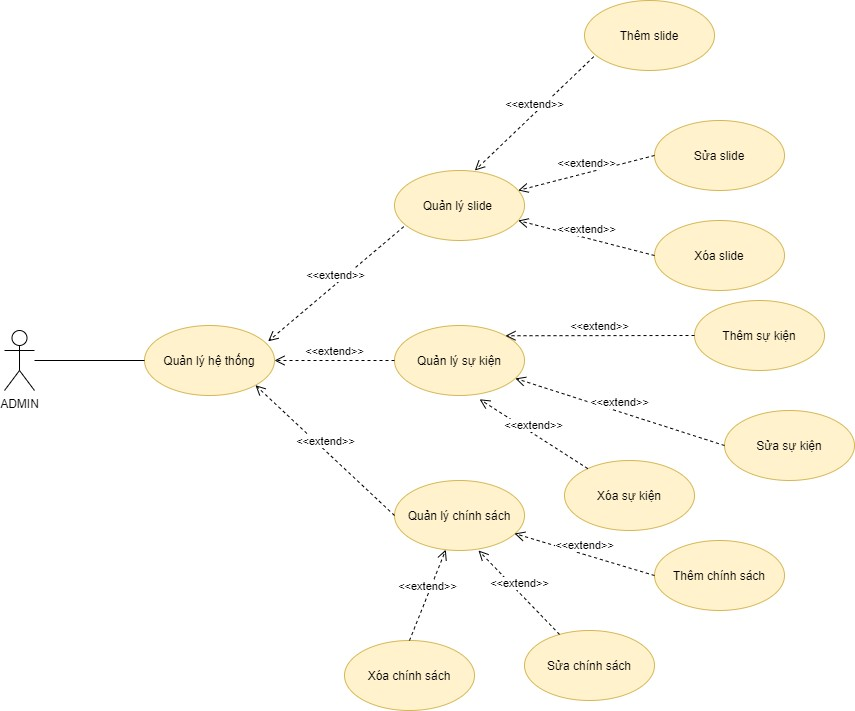 Thêm slide
<<extend>>
Sửa slide
<<extend>>
Quản lý slide
<<extend>>
Xóa slide
<<extend>>
Thêm sự kiện
<<extend>>
Quản lý hệ thống
<<extend>>
Quản lý sự kiện
ADMIN
<<extend>>
<<extend>>
Sửa sự kiện
<<extend>>
Xóa sự kiện
Quản lý chính sách
<<extend>>
Thêm chính sách
<<extend>>
<<extend>>
Xóa chính sách
Sửa chính sách